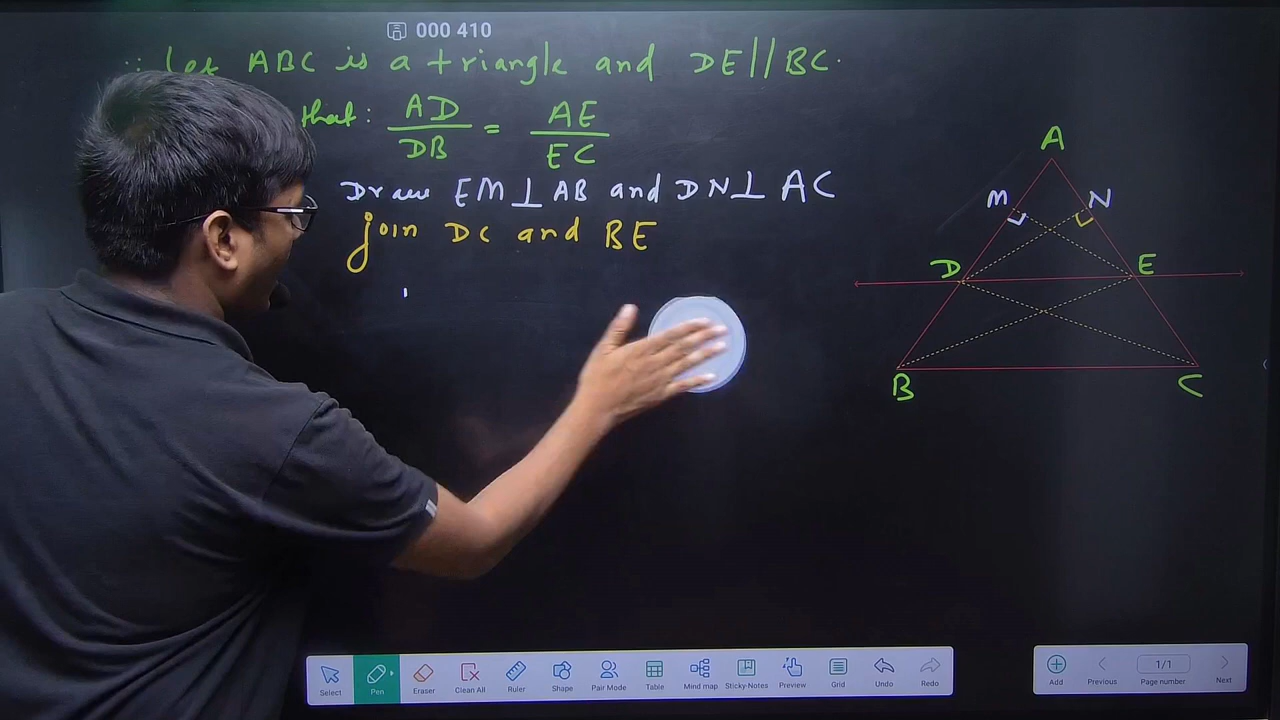 000 410
Let ABC is a triangle and DE//BC.
that: AD/DB = AE/EC
Draw EM⊥AB and DN⊥AC
join DC and BE
A
M N
D E
B C
Select Pen Eraser Clean All Ruler Shape Pair Mode Table Mind map Sticky-Notes Preview Grid Undo Redo
Add Previous 1/1 Page number Next